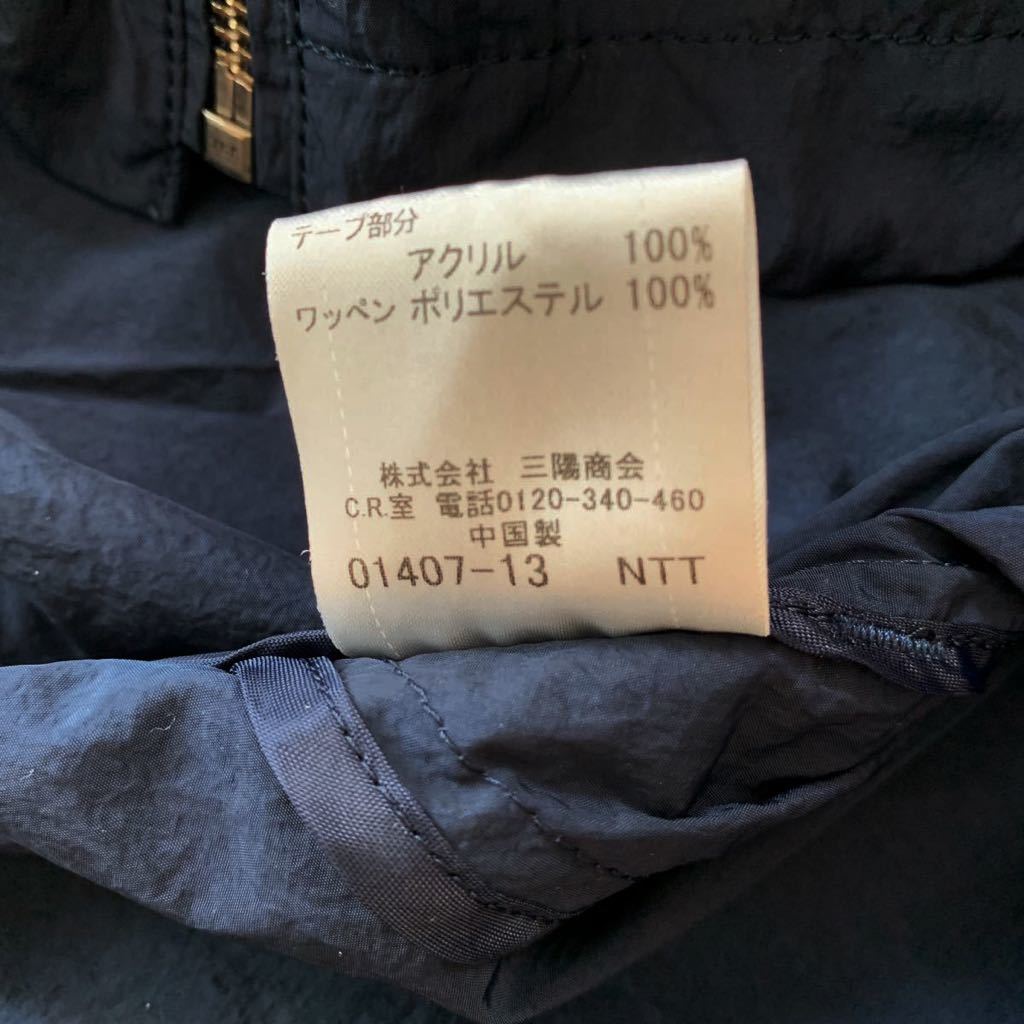 テープ部分
アクリル 100%
ワッペン ポリエステル 100%
株式会社 三陽商会
C.R.室 電話0120-340-460
中国製
01407-13 NTT